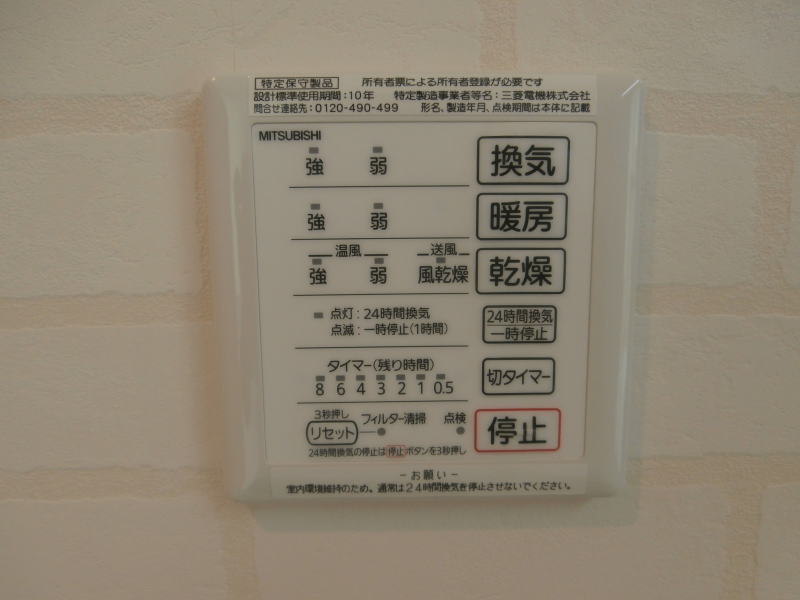 特定保守製品 所有者票による所有者登録が必要です
設計標準使用期間:10年 特定製造事業者等名:三菱電機株式会社
問合せ連絡先:0120-490-499 形名、製造年月、点検期間は本体に記載
MITSUBISHI
強 弱 換気
強 弱 暖房
温風 送風
強 弱 風乾燥 乾燥
点灯:24時間換気
点滅:一時停止(1時間)
24時間換気
一時停止
タイマー(残り時間)
8 6 4 3 2 1 0.5
切タイマー
3秒押し
リセット フィルター清掃 点検
停止
24時間換気の停止は停止ボタンを3秒押し
-お願い-
室内環境維持のため、通常は24時間換気を停止させないでください。